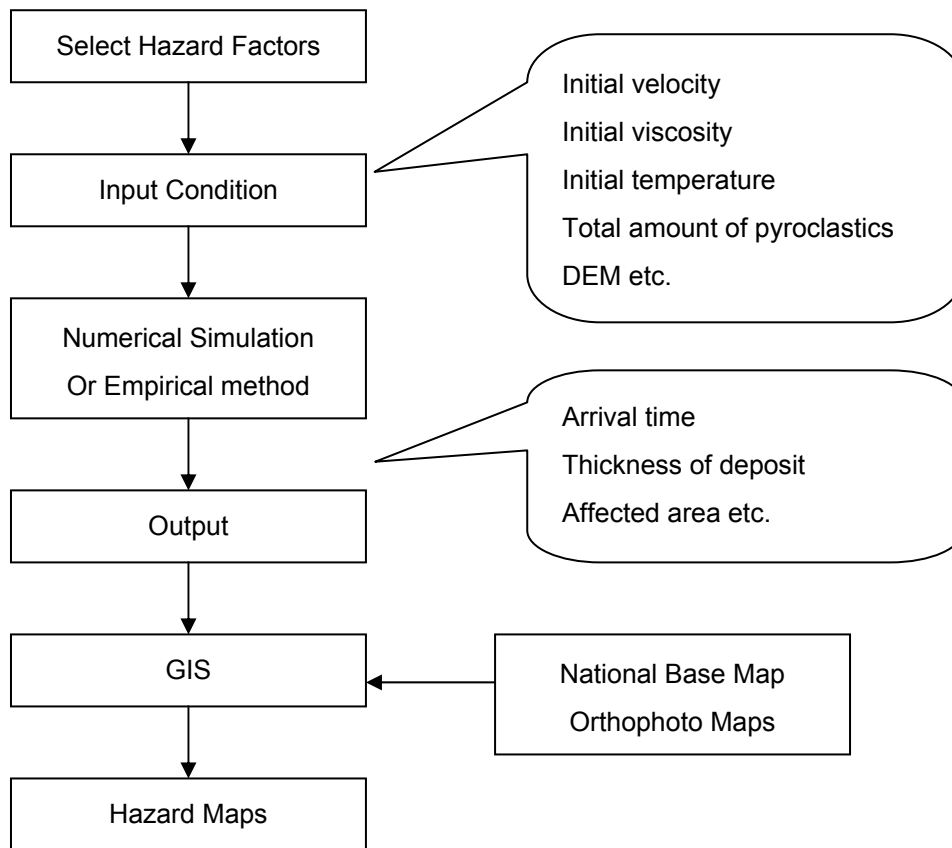 Select Hazard Factors
Input Condition
Initial velocity
Initial viscosity
Initial temperature
Total amount of pyroclastics
DEM etc.
Numerical Simulation
Or Empirical method
Arrival time
Thickness of deposit
Affected area etc.
Output
GIS
National Base Map
Orthophoto Maps
Hazard Maps